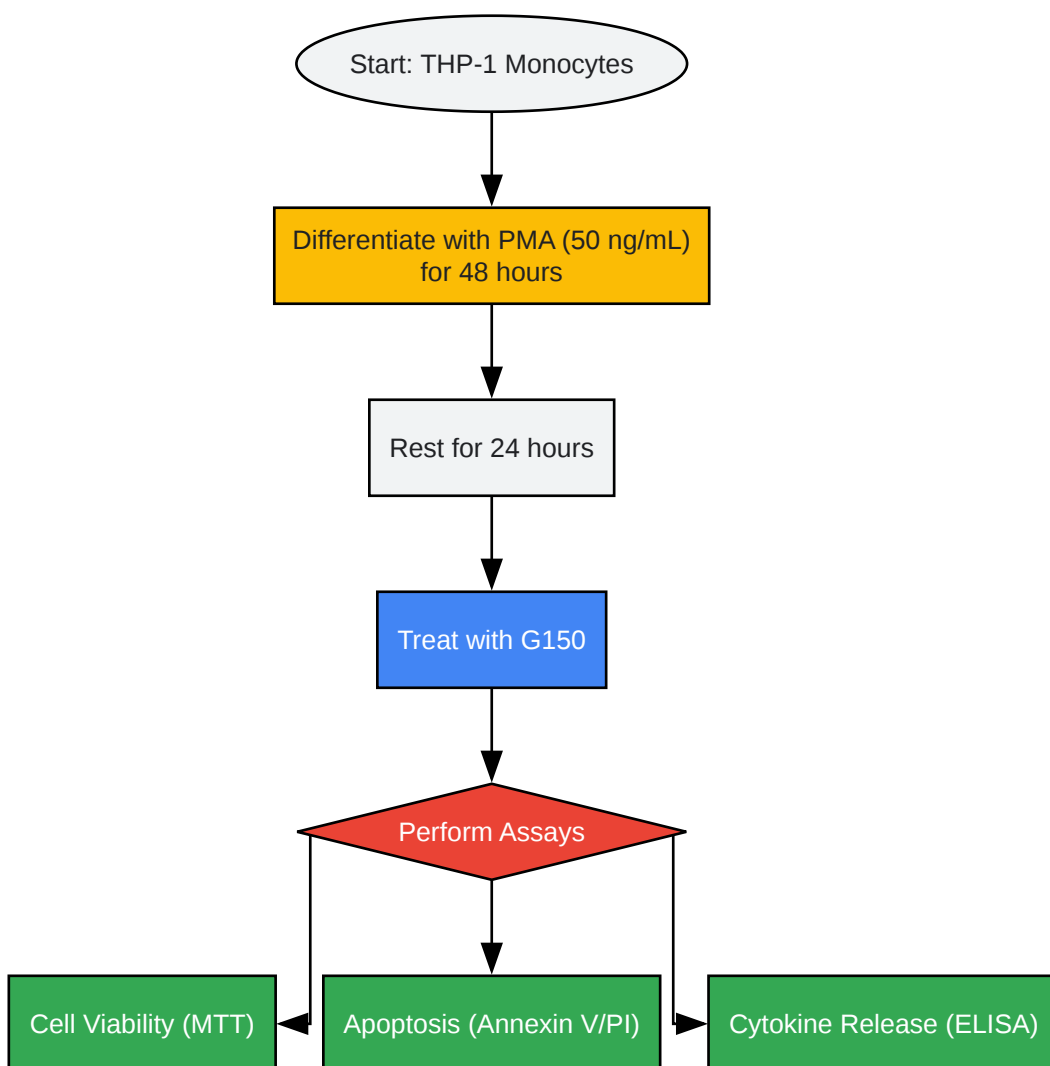 Start: THP-1 Monocytes
Differentiate with PMA (50 ng/mL)
for 48 hours
Rest for 24 hours
Treat with G150
Perform Assays
Cell Viability (MTT)
Apoptosis (Annexin V/PI)
Cytokine Release (ELISA)